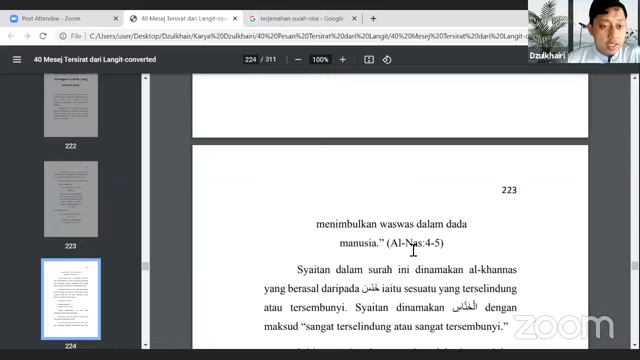 Post Attendee - Zoom
40 Mesej Tersirat dari Langit-co
terjemahan surah nisa - Google
C:/Users/user/Desktop/Dzulkhairi/Karya%20Dzulkhairi/40%20Pesan%20Tersirat%20dari%20Langit/40%20Mesej%20Tersirat%20dari%20Langit-con
40 Mesej Tersirat dari Langit-converted
224 / 311
100%
Dzulkhairi
222
223
224
223
menimbulkan waswas dalam dada
manusia.” (Al-Nas:4-5)
Syaitan dalam surah ini dinamakan al-khannas
yang berasal daripada خَنَسَ iaitu sesuatu yang terselindung
atau tersembunyi. Syaitan dinamakan الْخَنَّاسِ dengan
maksud “sangat terselindung atau sangat tersembunyi.”
zoom